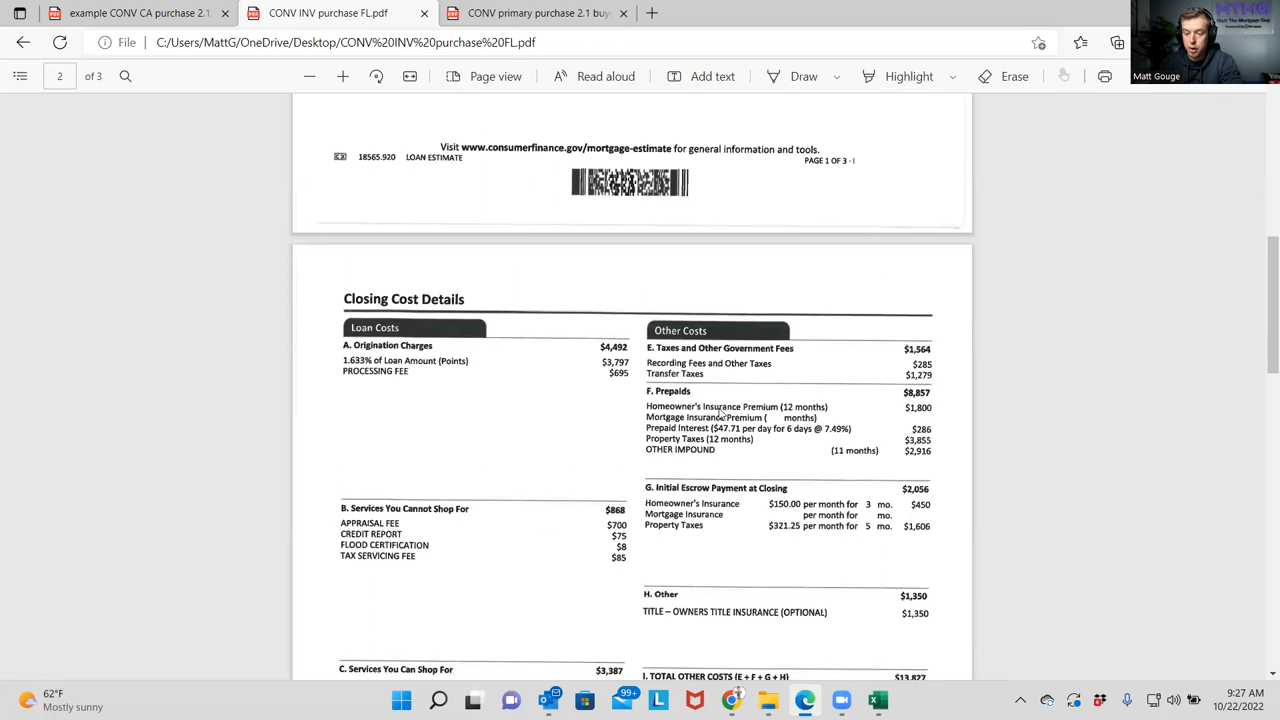 example CONV CA purchase 2.1
CONV INV purchase FL.pdf
CONV prim
purchase 2.1 buy
File
C:/Users/MattG/OneDrive/Desktop/CONV%20INV%20purchase%20FL.pdf
2 of 3
Page view
Read aloud
Add text
Draw
Highlight
Erase
Matt The Mortgage Guy
Matt Gouge
Visit www.consumerfinance.gov/mortgage-estimate for general information and tools.
18565.920 LOAN ESTIMATE
PAGE 1 OF 3 - I
Closing Cost Details
Loan Costs
A. Origination Charges $4,492
1.633% of Loan Amount (Points) $3,797
PROCESSING FEE $695
B. Services You Cannot Shop For $868
APPRAISAL FEE $700
CREDIT REPORT $75
FLOOD CERTIFICATION $8
TAX SERVICING FEE $85
C. Services You Can Shop For $3,387
Other Costs
E. Taxes and Other Government Fees $1,564
Recording Fees and Other Taxes $285
Transfer Taxes $1,279
F. Prepaids $8,857
Homeowner's Insurance Premium (12 months) $1,800
Mortgage Insurance Premium ( months)
Prepaid Interest ($47.71 per day for 6 days @ 7.49%) $286
Property Taxes (12 months) $3,855
OTHER IMPOUND (11 months) $2,916
G. Initial Escrow Payment at Closing $2,056
Homeowner's Insurance $150.00 per month for 3 mo. $450
Mortgage Insurance per month for mo.
Property Taxes $321.25 per month for 5 mo. $1,606
H. Other $1,350
TITLE – OWNERS TITLE INSURANCE (OPTIONAL) $1,350
I. TOTAL OTHER COSTS (E + F + G + H) $13,827
62°F
Mostly sunny
99+
9:27 AM
10/22/2022